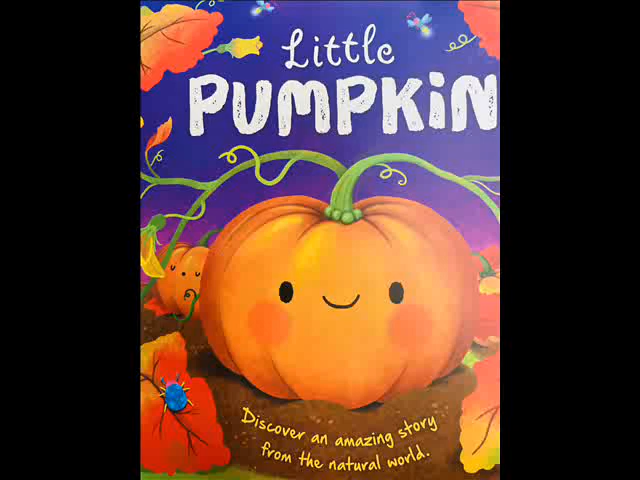 Little
PUMPKIN
Discover an amazing story
from the natural world.